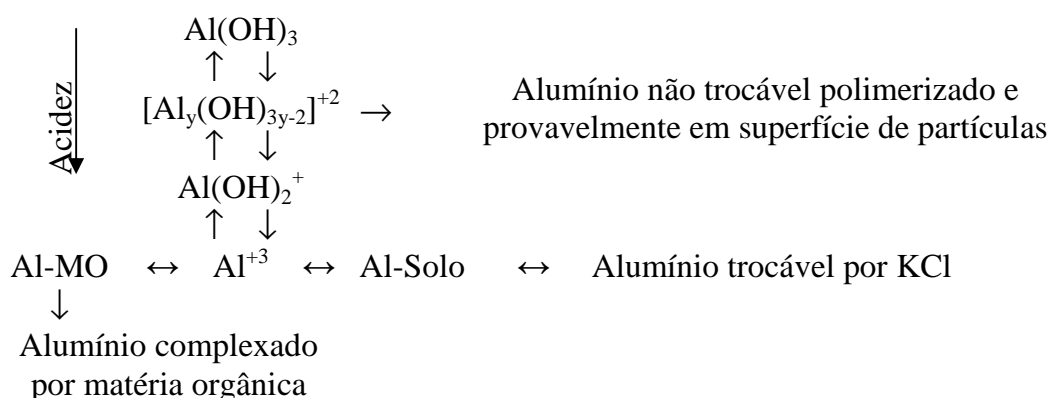 Al(OH)₃
↑ ↓
Acidez
[Al_y(OH)_{3y-2}]⁺² → Alumínio não trocável polimerizado e
provavelmente em superfície de partículas
↑ ↓
Al(OH)₂⁺
↑ ↓
Al-MO ↔ Al⁺³ ↔ Al-Solo ↔ Alumínio trocável por KCl
↓
Alumínio complexado
por matéria orgânica